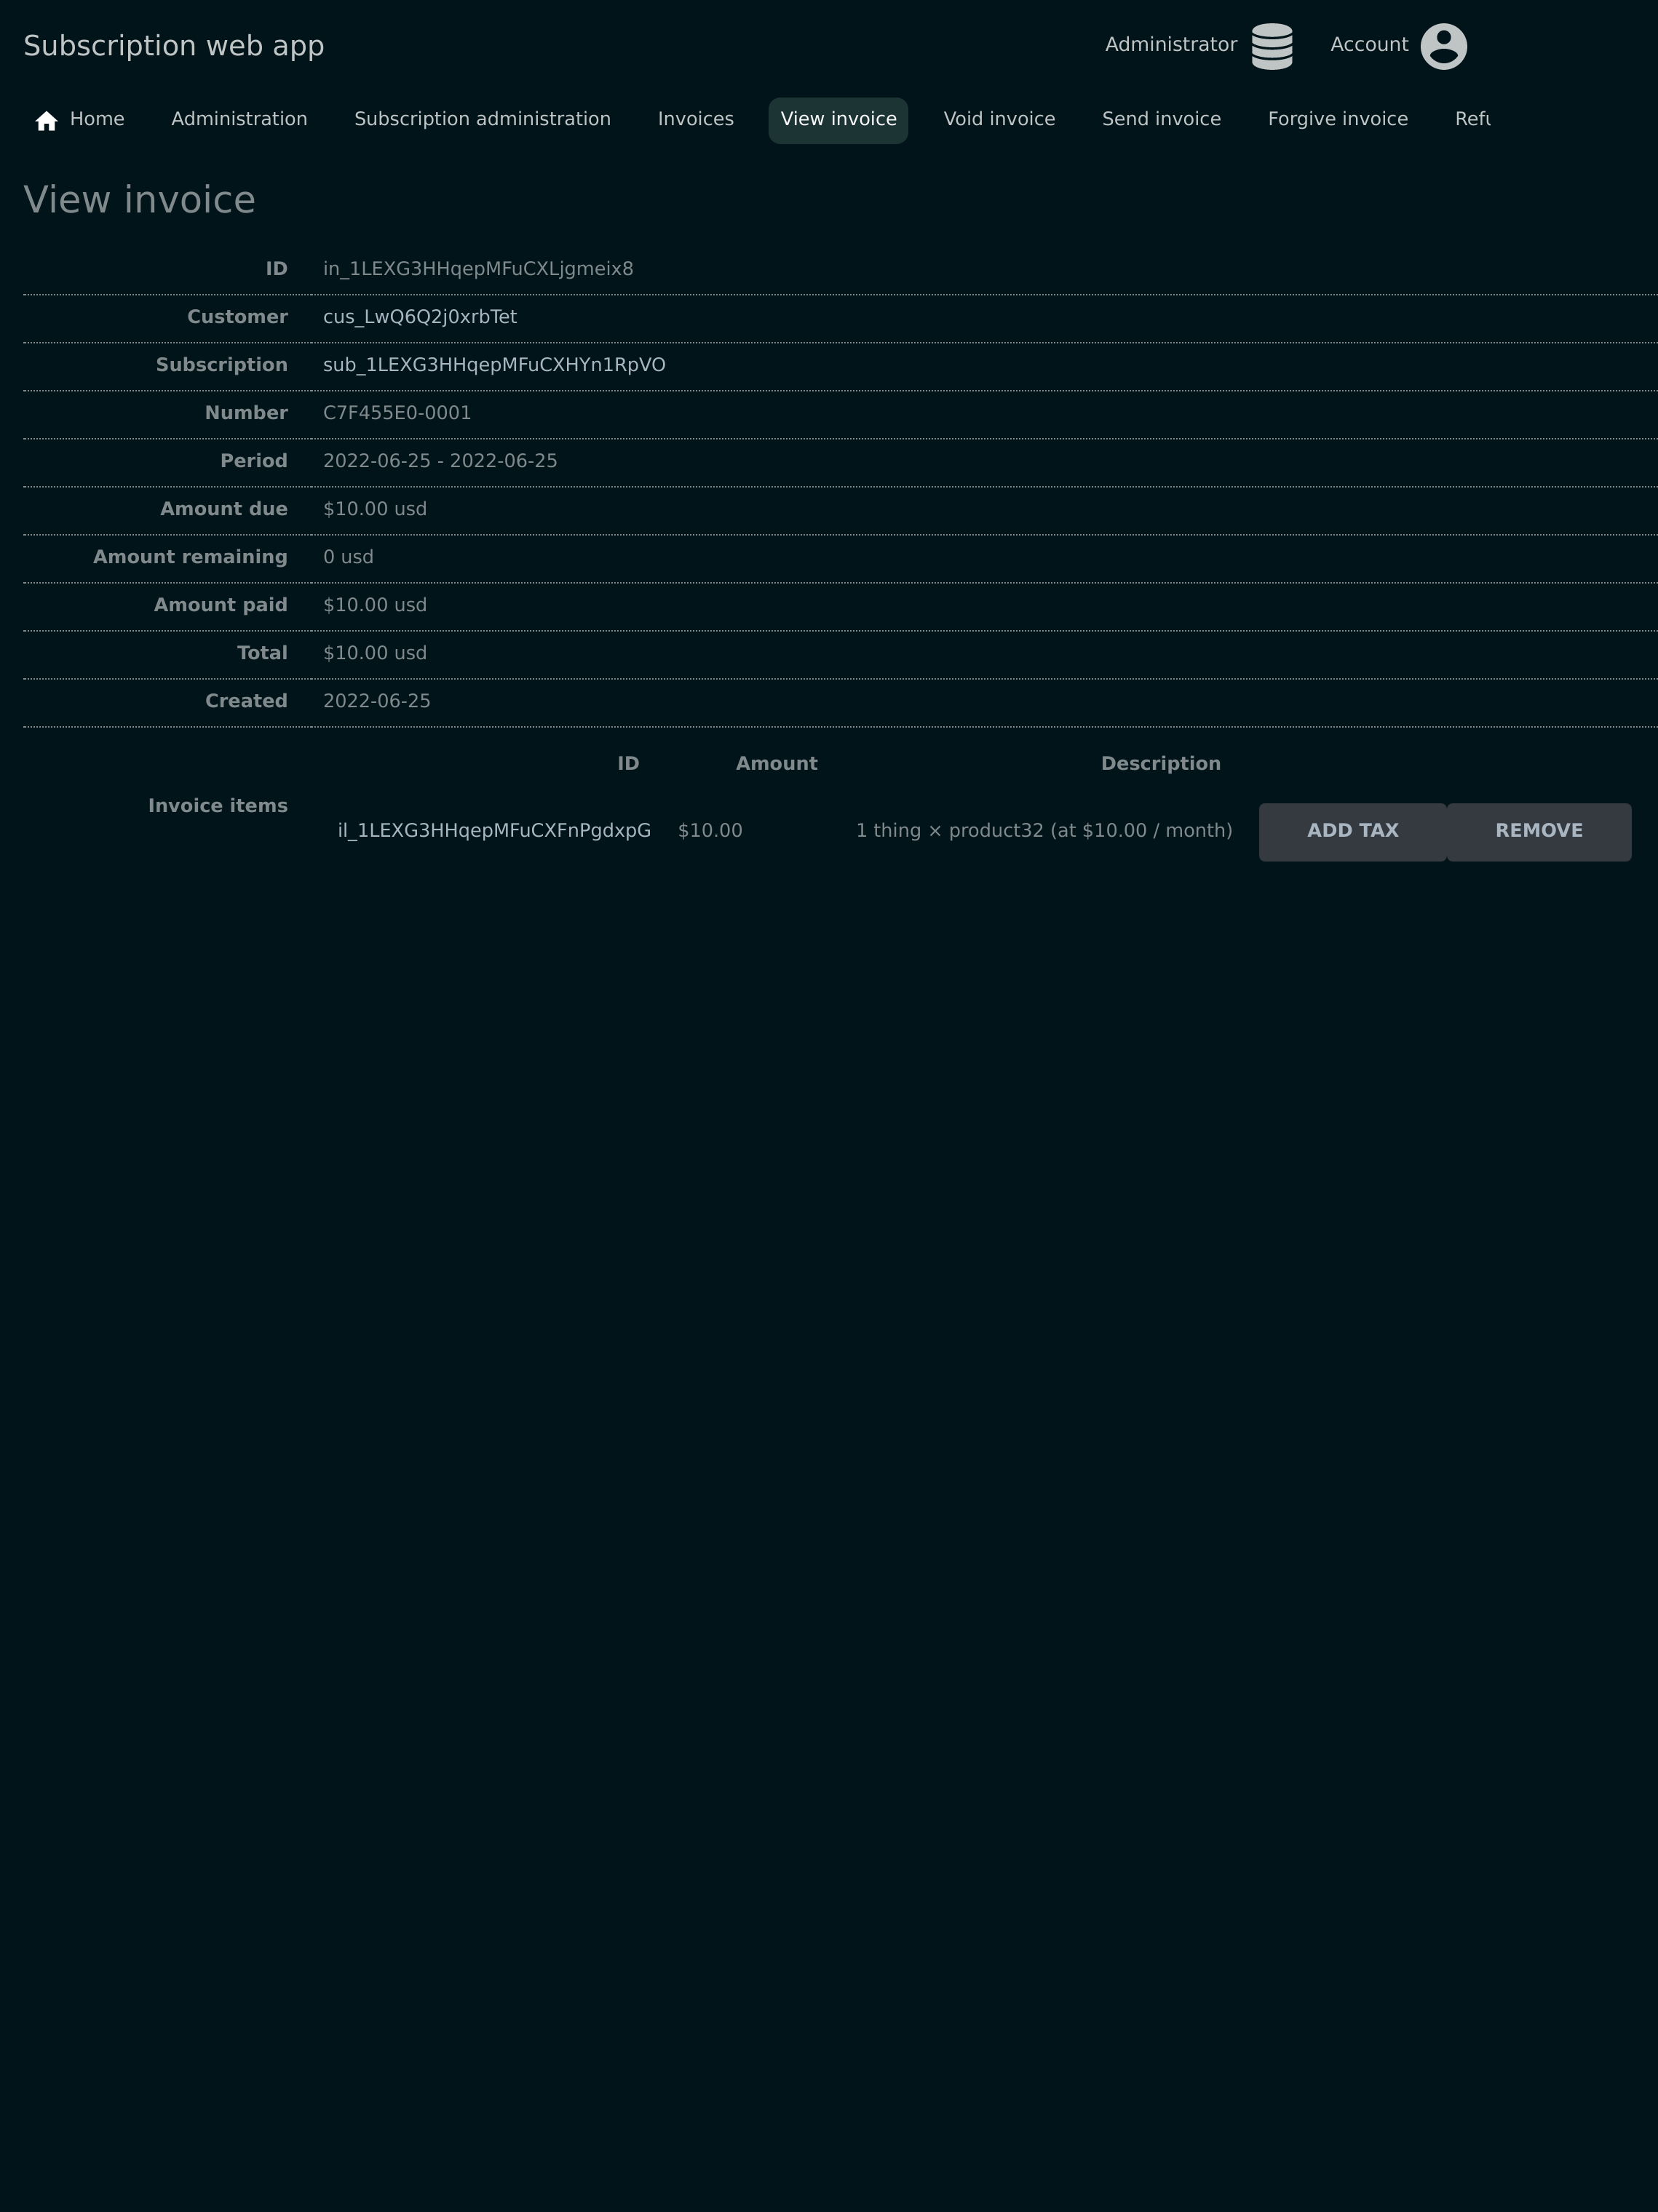 Subscription web app
Administrator
Account
Home
Administration
Subscription administration
Invoices
View invoice
Void invoice
Send invoice
Forgive invoice
View invoice
ID in_1LEXG3HHqepMFuCXLjgmeix8
Customer cus_LwQ6Q2j0xrbTet
Subscription sub_1LEXG3HHqepMFuCXHYn1RpVO
Number C7F455E0-0001
Period 2022-06-25 - 2022-06-25
Amount due $10.00 usd
Amount remaining 0 usd
Amount paid $10.00 usd
Total $10.00 usd
Created 2022-06-25
Invoice items
ID Amount Description
il_1LEXG3HHqepMFuCXFnPgdxpG $10.00 1 thing × product32 (at $10.00 / month) ADD TAX REMOVE